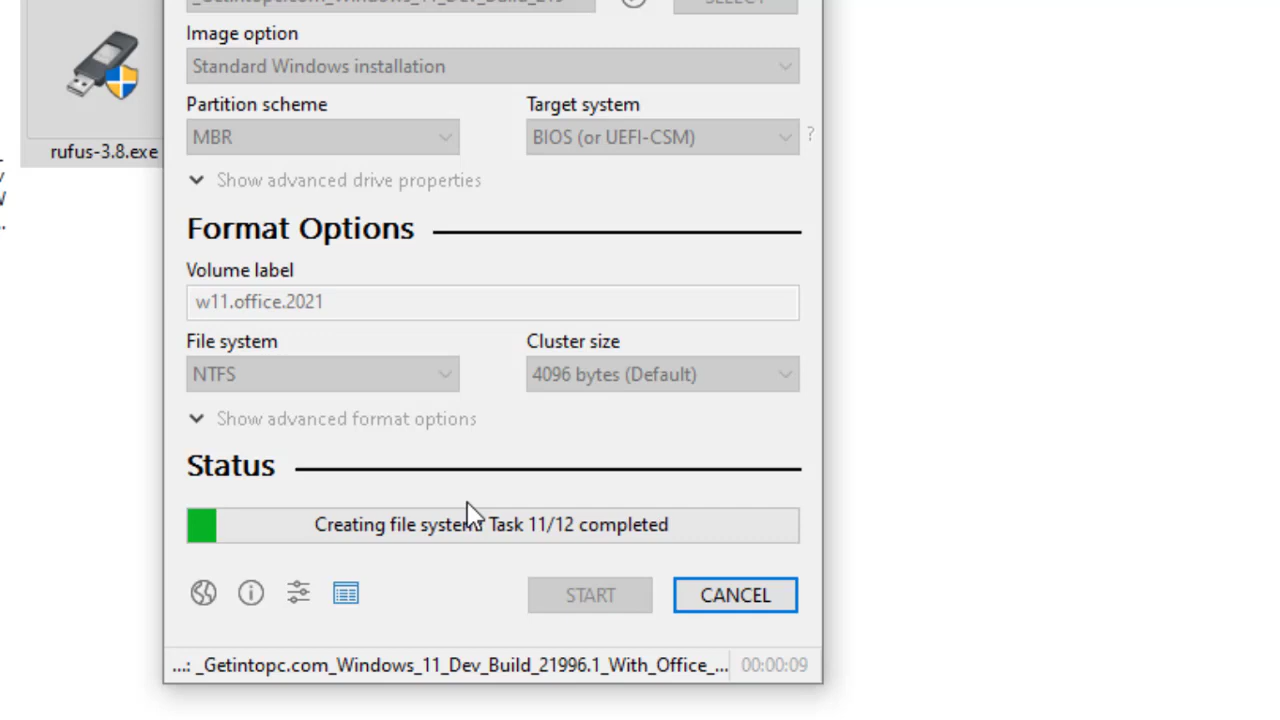 _Getintopc.com_Windows_11_Dev_Build_219
SELECT
Image option
Standard Windows installation
Partition scheme
Target system
MBR
BIOS (or UEFI-CSM)
?
rufus-3.8.exe
Show advanced drive properties
Format Options
Volume label
w11.office.2021
File system
Cluster size
NTFS
4096 bytes (Default)
Show advanced format options
Status
Creating file system: Task 11/12 completed
START
CANCEL
...: _Getintopc.com_Windows_11_Dev_Build_21996.1_With_Office_...
00:00:09